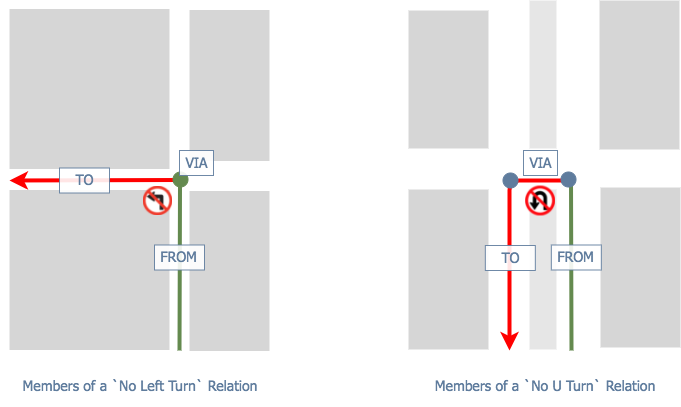 VIA
TO
FROM
Members of a `No Left Turn` Relation
VIA
TO
FROM
Members of a `No U Turn` Relation